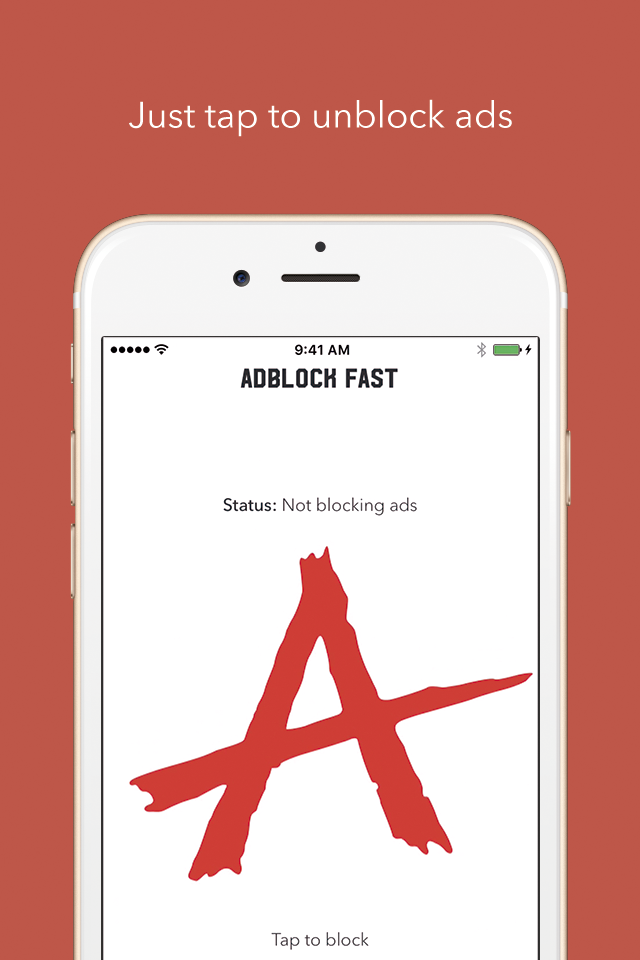 Just tap to unblock ads
9:41 AM
ADBLOCK FAST
Status: Not blocking ads
A
Tap to block